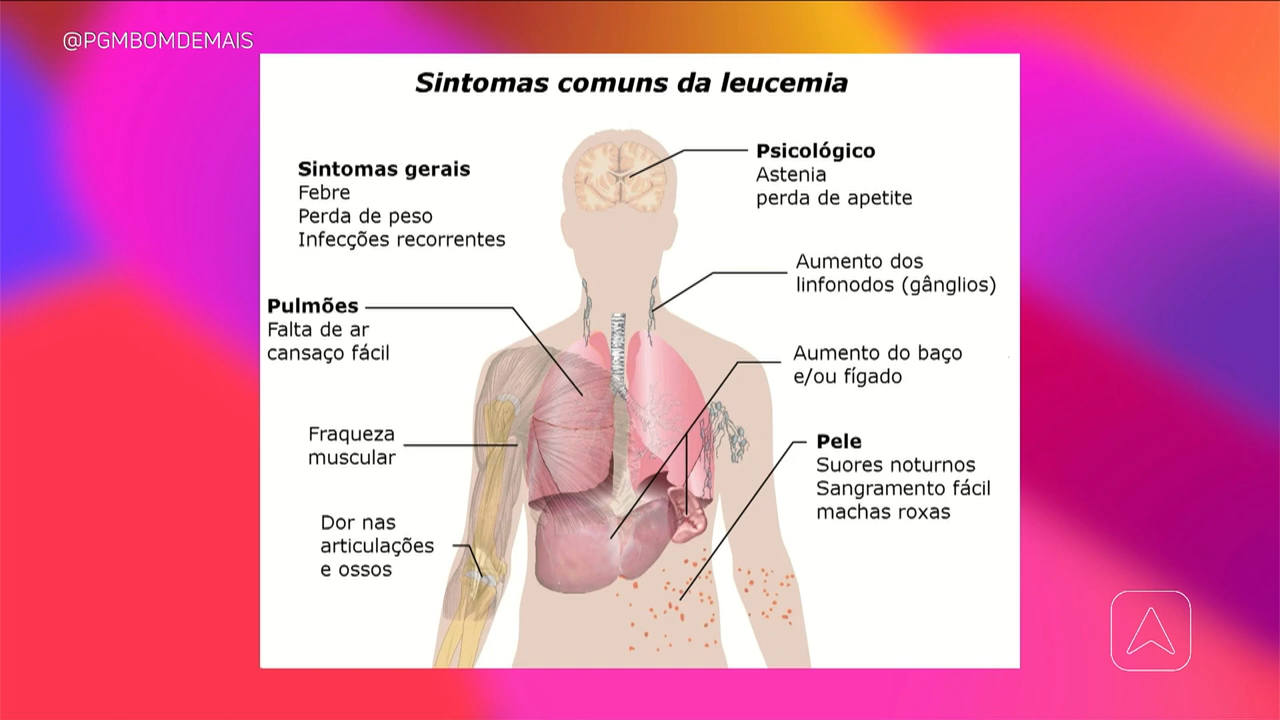 @PGMBOMDEMAIS
Sintomas comuns da leucemia
Sintomas gerais
Febre
Perda de peso
Infecções recorrentes
Psicológico
Astenia
perda de apetite
Aumento dos
linfonodos (gânglios)
Pulmões
Falta de ar
cansaço fácil
Aumento do baço
e/ou fígado
Fraqueza
muscular
Pele
Suores noturnos
Sangramento fácil
machas roxas
Dor nas
articulações
e ossos